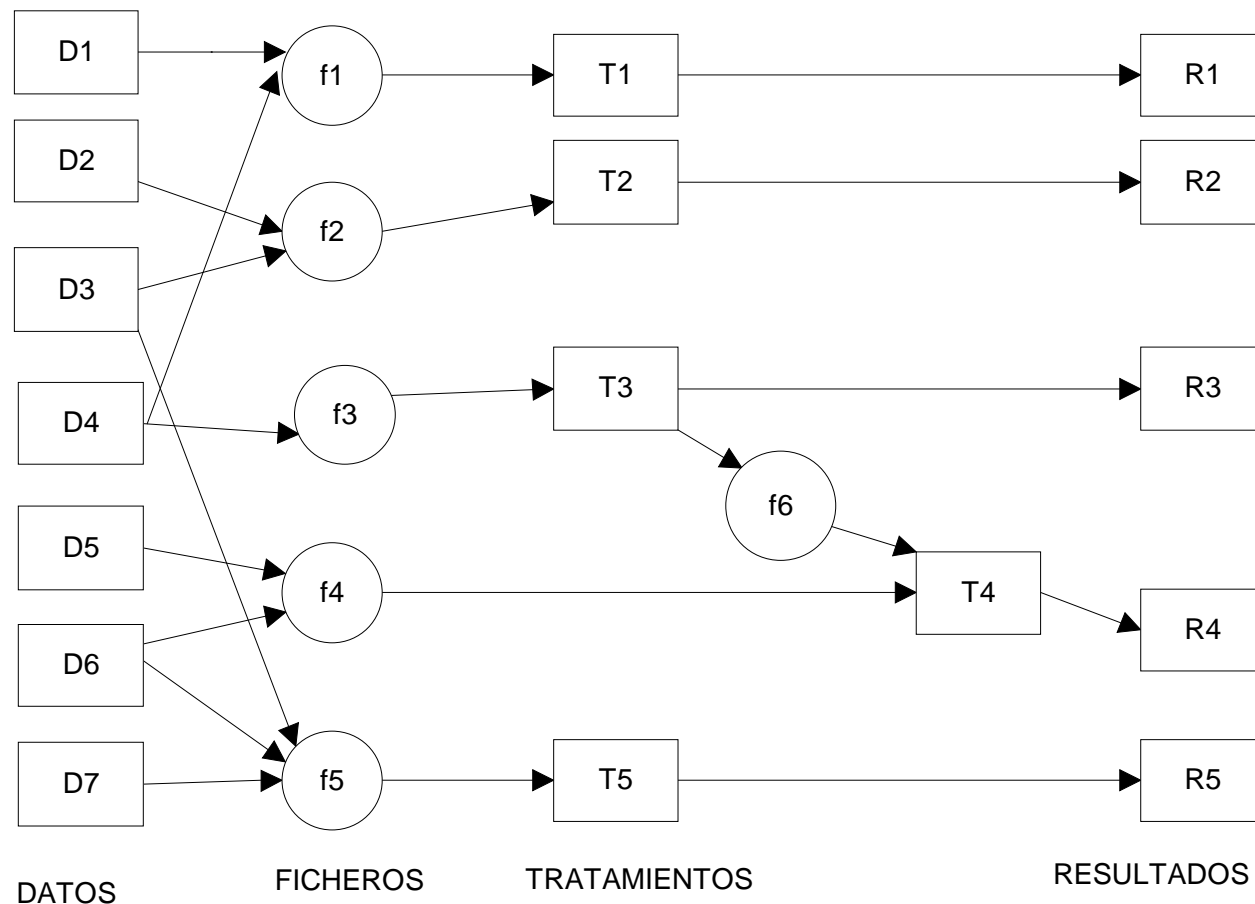 D1
f1
T1
R1
D2
T2
R2
f2
D3
T3
R3
D4
f3
f6
D5
f4
T4
R4
D6
D7
f5
T5
R5
DATOS
FICHEROS
TRATAMIENTOS
RESULTADOS